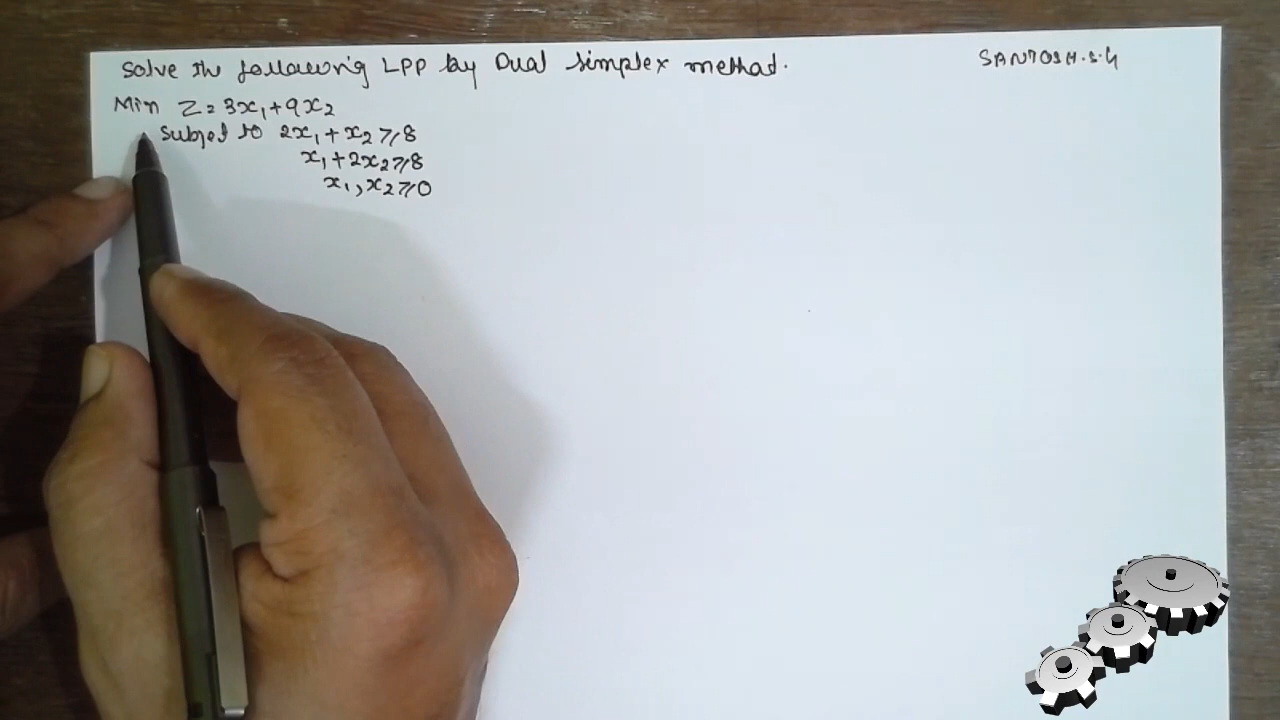 Solve the following LPP by Dual simplex method.
SANTOSH.S.G
Min Z = 3x₁ + 9x₂
Subjet to 2x₁ + x₂ ≥ 8
x₁ + 2x₂ ≥ 8
x₁, x₂ ≥ 0